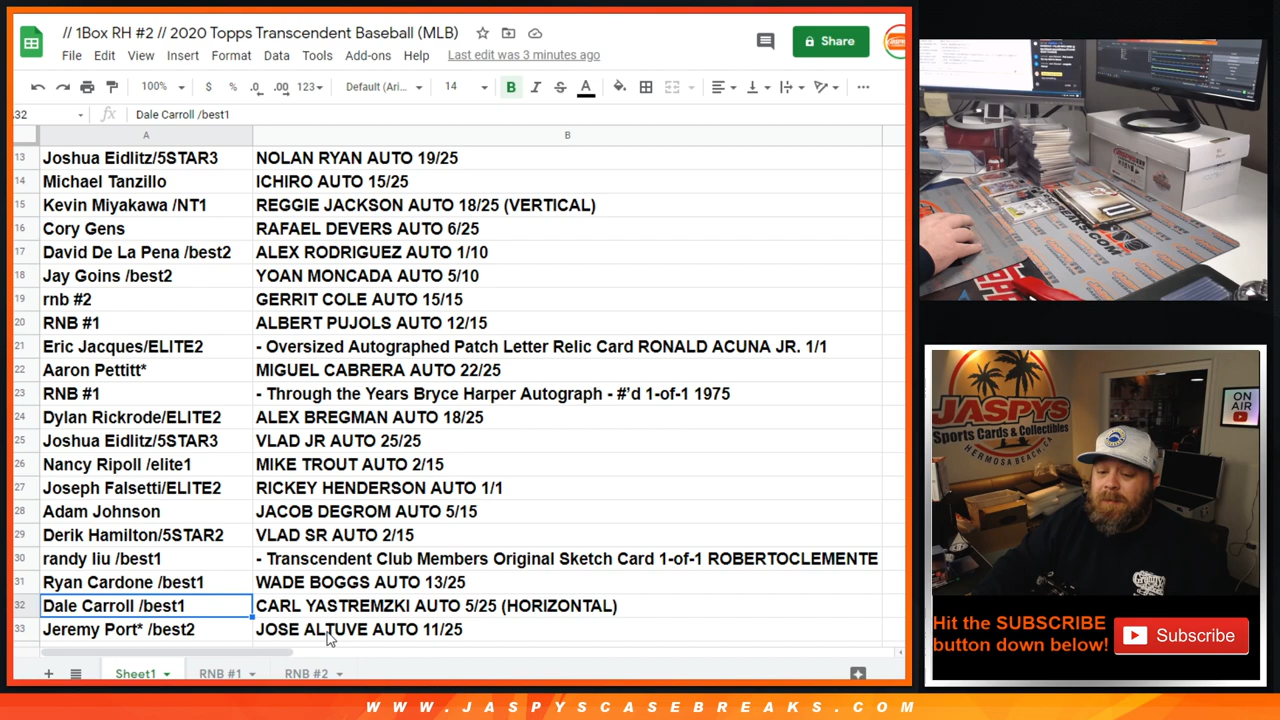 // 1Box RH #2 // 2020 Topps Transcendent Baseball (MLB)
File Edit View Insert Format Data Tools Add-ons Help Last edit was 3 minutes ago
Share
100% $ % .0 .00 123 Default (Ari... 14 B I S A
32 fx Dale Carroll /best1
A B
13 Joshua Eidlitz/5STAR3 NOLAN RYAN AUTO 19/25
14 Michael Tanzillo ICHIRO AUTO 15/25
15 Kevin Miyakawa /NT1 REGGIE JACKSON AUTO 18/25 (VERTICAL)
16 Cory Gens RAFAEL DEVERS AUTO 6/25
17 David De La Pena /best2 ALEX RODRIGUEZ AUTO 1/10
18 Jay Goins /best2 YOAN MONCADA AUTO 5/10
19 rnb #2 GERRIT COLE AUTO 15/15
20 RNB #1 ALBERT PUJOLS AUTO 12/15
21 Eric Jacques/ELITE2 - Oversized Autographed Patch Letter Relic Card RONALD ACUNA JR. 1/1
22 Aaron Pettitt* MIGUEL CABRERA AUTO 22/25
23 RNB #1 - Through the Years Bryce Harper Autograph - #'d 1-of-1 1975
24 Dylan Rickrode/ELITE2 ALEX BREGMAN AUTO 18/25
25 Joshua Eidlitz/5STAR3 VLAD JR AUTO 25/25
26 Nancy Ripoll /elite1 MIKE TROUT AUTO 2/15
27 Joseph Falsetti/ELITE2 RICKEY HENDERSON AUTO 1/1
28 Adam Johnson JACOB DEGROM AUTO 5/15
29 Derik Hamilton/5STAR2 VLAD SR AUTO 2/15
30 randy liu /best1 - Transcendent Club Members Original Sketch Card 1-of-1 ROBERTOCLEMENTE
31 Ryan Cardone /best1 WADE BOGGS AUTO 13/25
32 Dale Carroll /best1 CARL YASTREMZKI AUTO 5/25 (HORIZONTAL)
33 Jeremy Port* /best2 JOSE ALTUVE AUTO 11/25
Sheet1 RNB #1 RNB #2
JASPYS
Sports Cards & Collectibles
HERMOSA BEACH, CA
ON
AIR
Hit the SUBSCRIBE
button down below!
Subscribe
WWW.JASPYSCASEBREAKS.COM